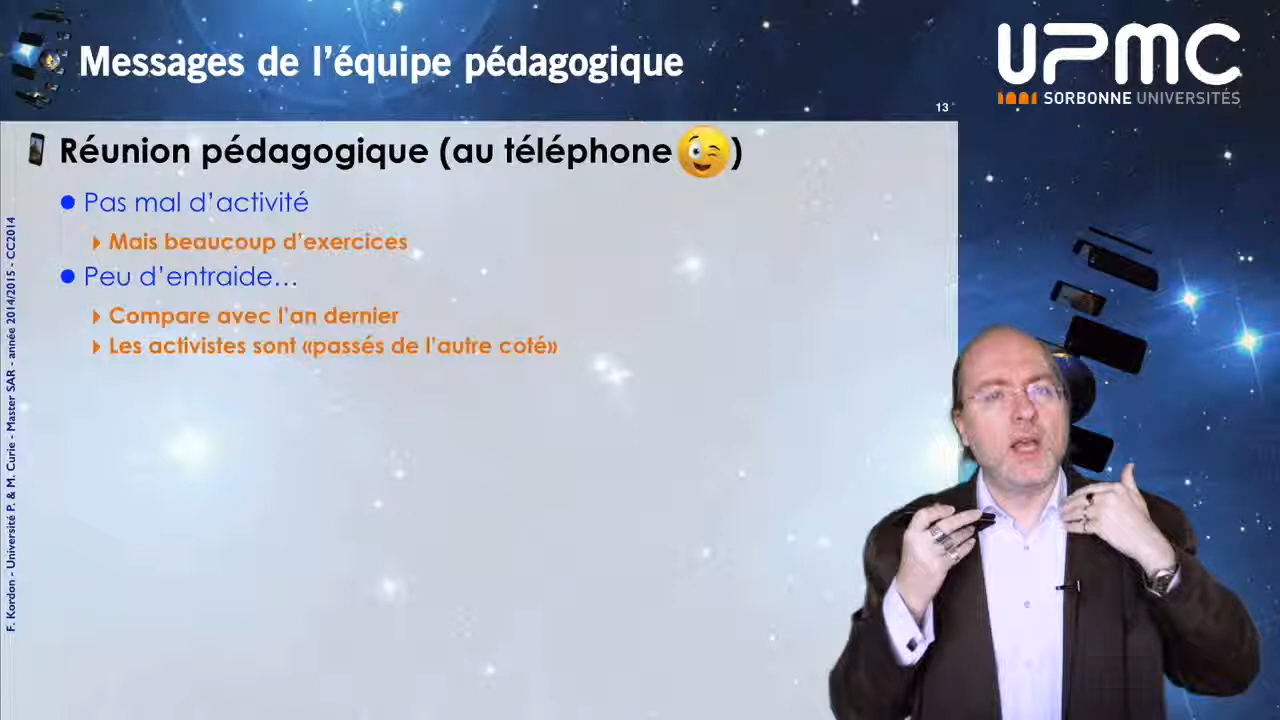 Messages de l'équipe pédagogique
UPMC
SORBONNE UNIVERSITÉS
13
Réunion pédagogique (au téléphone )
Pas mal d'activité
Mais beaucoup d'exercices
Peu d'entraide...
Compare avec l'an dernier
Les activistes sont «passés de l'autre coté»
F. Kordon - Université P. & M. Curie - Master SAR - année 2014/2015 - CC2014